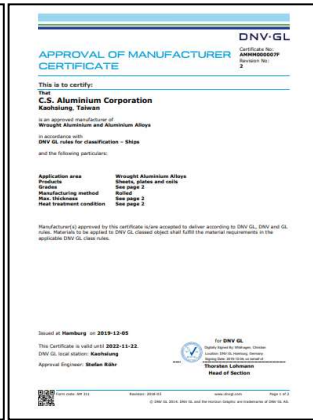 DNV·GL
APPROVAL OF MANUFACTURER
CERTIFICATE
Certificate No:
AMMM000007F
Revision No:
2
This is to certify:
That
C.S. Aluminium Corporation
Kaohsiung, Taiwan
is an approved manufacturer of
Wrought Aluminium and Aluminium Alloys
in accordance with
DNV GL rules for classification – Ships
and the following particulars:
Application area Wrought Aluminium Alloys
Products Sheets, plates and coils
Grades See page 2
Manufacturing method Rolled
Max. thickness See page 2
Heat treatment condition See page 2
Manufacturer(s) approved by this certificate is/are accepted to deliver according to DNV GL, DNV and GL
rules. Materials to be applied to DNV GL classed object shall fulfil the material requirements in the
applicable DNV GL class rules.
Issued at Hamburg on 2019-12-05
This Certificate is valid until 2022-11-22.
DNV GL local station: Kaohsiung
Approval Engineer: Stefan Röhr
for DNV GL
Thorsten Lohmann
Head of Section
Page 1 of 2